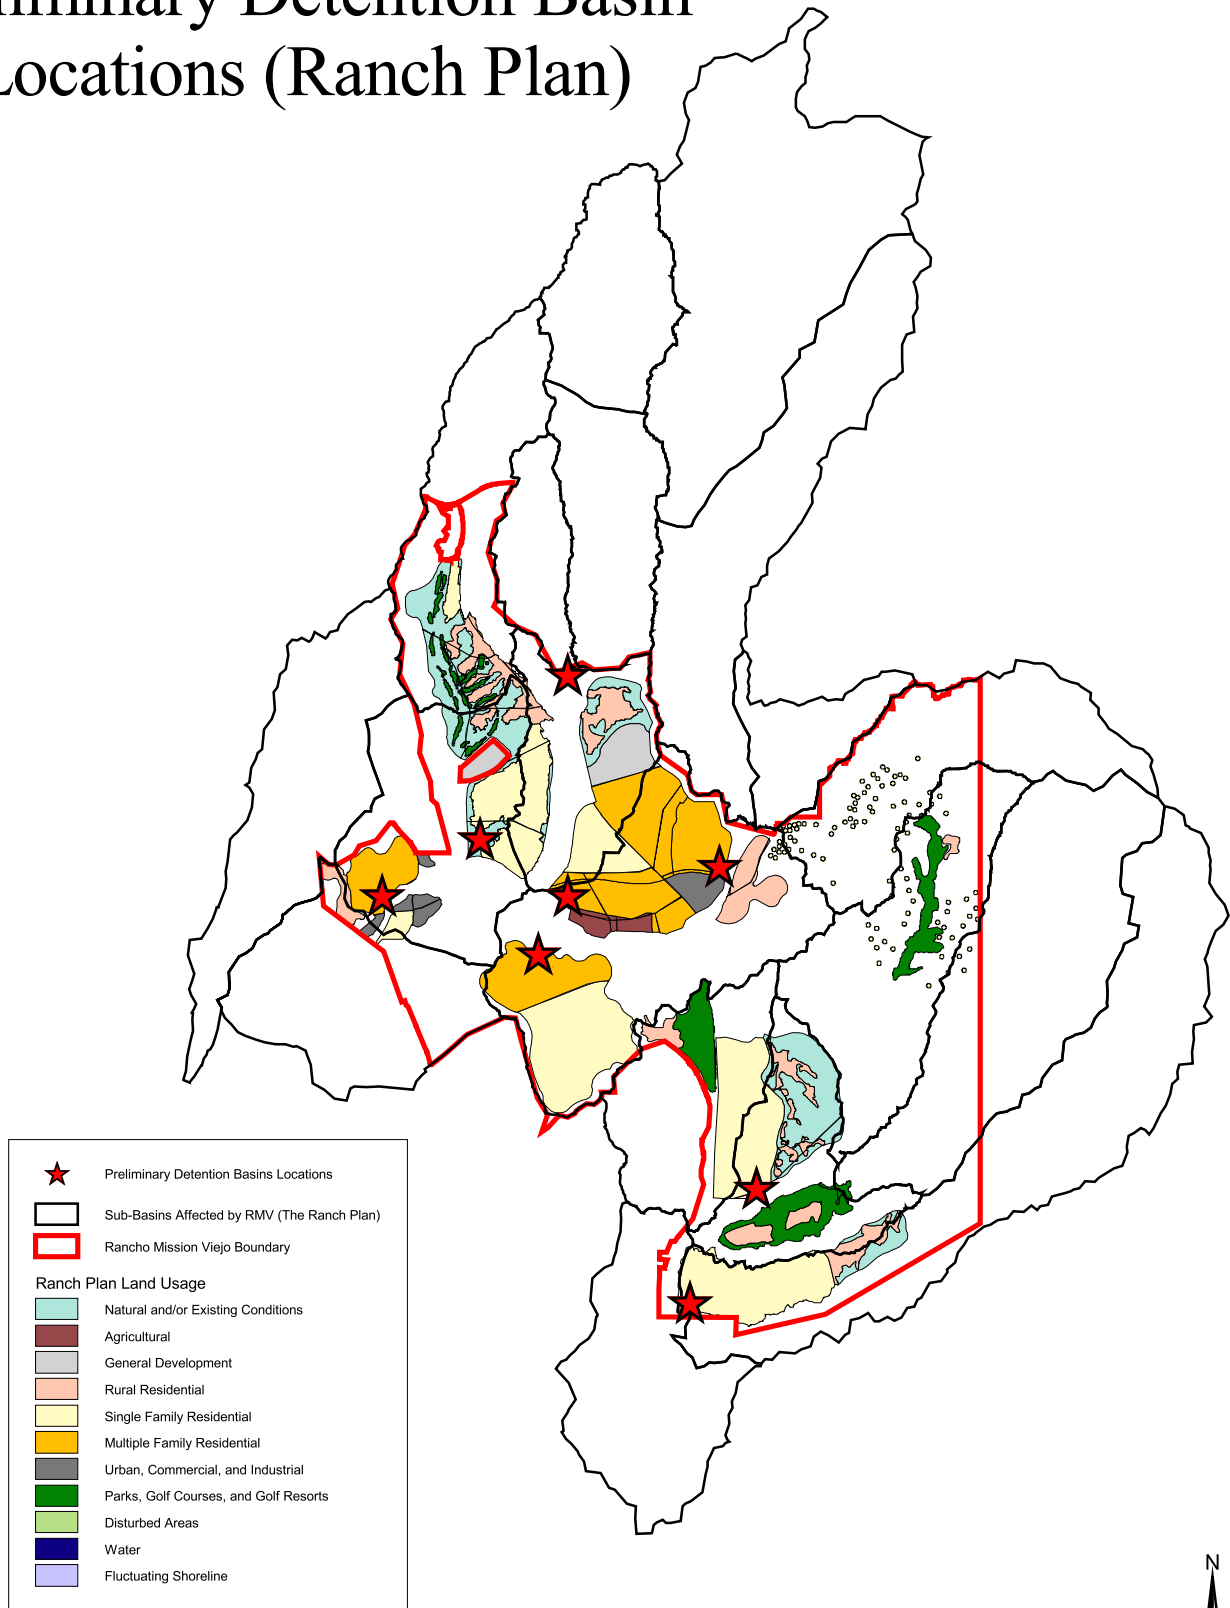 Locations (Ranch Plan)
Preliminary Detention Basins Locations
Sub-Basins Affected by RMV (The Ranch Plan)
Rancho Mission Viejo Boundary
Ranch Plan Land Usage
Natural and/or Existing Conditions
Agricultural
General Development
Rural Residential
Single Family Residential
Multiple Family Residential
Urban, Commercial, and Industrial
Parks, Golf Courses, and Golf Resorts
Disturbed Areas
Water
Fluctuating Shoreline
N